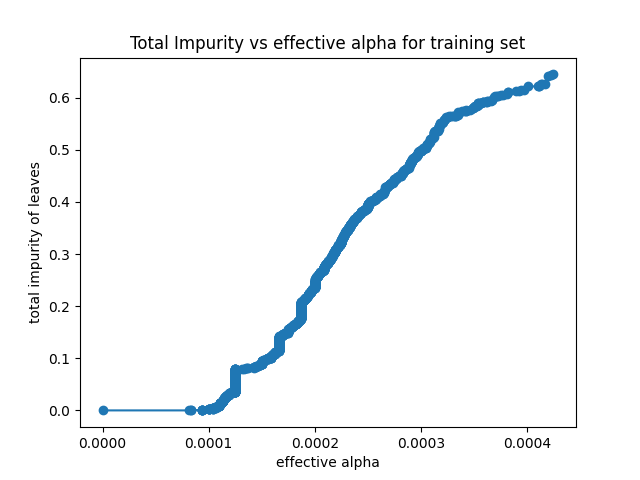 Total Impurity vs effective alpha for training set
total impurity of leaves
0.6
0.5
0.4
0.3
0.2
0.1
0.0
0.0000 0.0001 0.0002 0.0003 0.0004
effective alpha